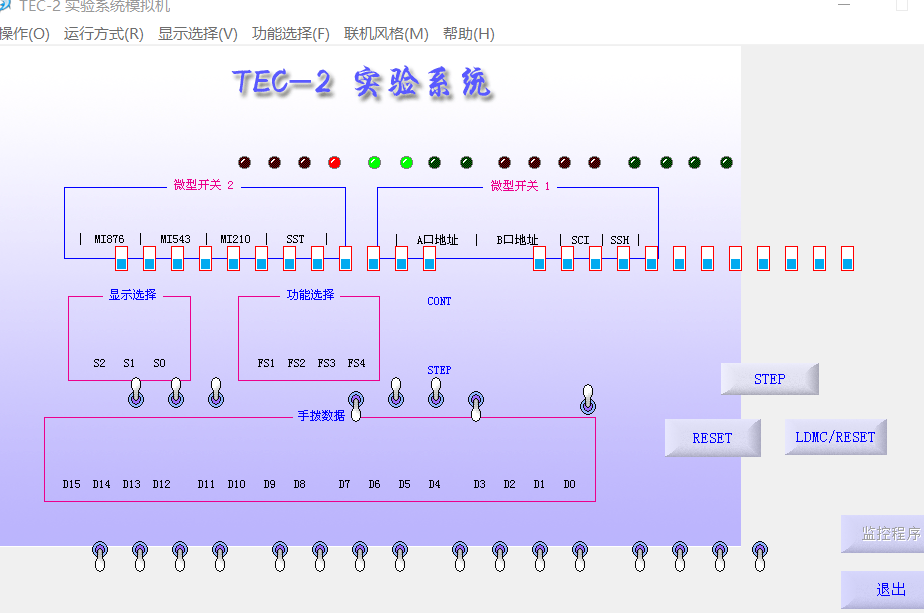 TEC-2 实验系统模拟机
操作(O) 运行方式(R) 显示选择(V) 功能选择(F) 联机风格(M) 帮助(H)
TEC-2 实验系统
微型开关 2 微型开关 1
| MI876 | MI543 | MI210 | SST | | A口地址 | B口地址 | SCI | SSH |
显示选择 功能选择 CONT
S2 S1 S0 FS1 FS2 FS3 FS4
STEP
STEP
手拨数据
RESET LDMC/RESET
D15 D14 D13 D12 D11 D10 D9 D8 D7 D6 D5 D4 D3 D2 D1 D0
监控程序
退出